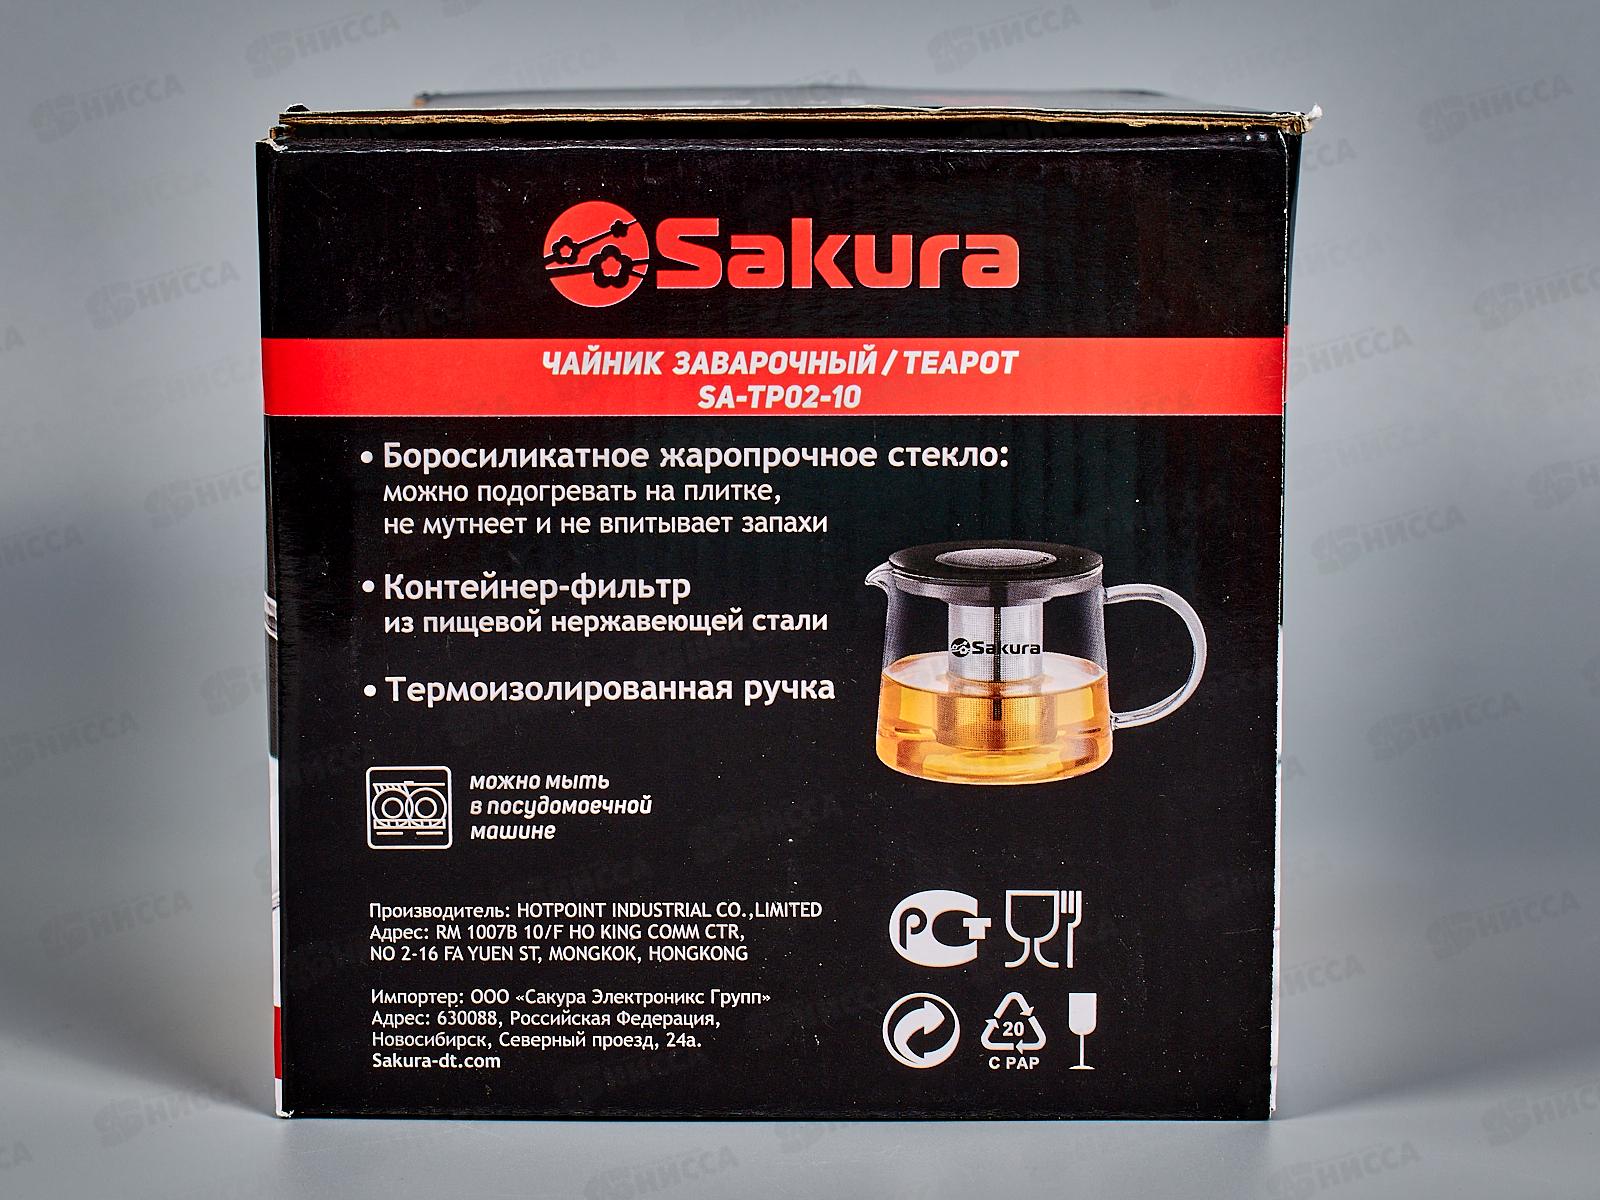 Sakura
ЧАЙНИК ЗАВАРОЧНЫЙ / TEAPOT
SA-TP02-10
• Боросиликатное жаропрочное стекло:
можно подогревать на плитке,
не мутнеет и не впитывает запахи
• Контейнер-фильтр
из пищевой нержавеющей стали
• Термоизолированная ручка
Sakura
можно мыть
в посудомоечной
машине
Производитель: HOTPOINT INDUSTRIAL CO.,LIMITED
Адрес: RM 1007B 10/F HO KING COMM CTR,
NO 2-16 FA YUEN ST, MONGKOK, HONGKONG
Импортер: ООО «Сакура Электроникс Групп»
Адрес: 630088, Российская Федерация,
Новосибирск, Северный проезд, 24а.
Sakura-dt.com
РСТ
20
C PAP
НИССА